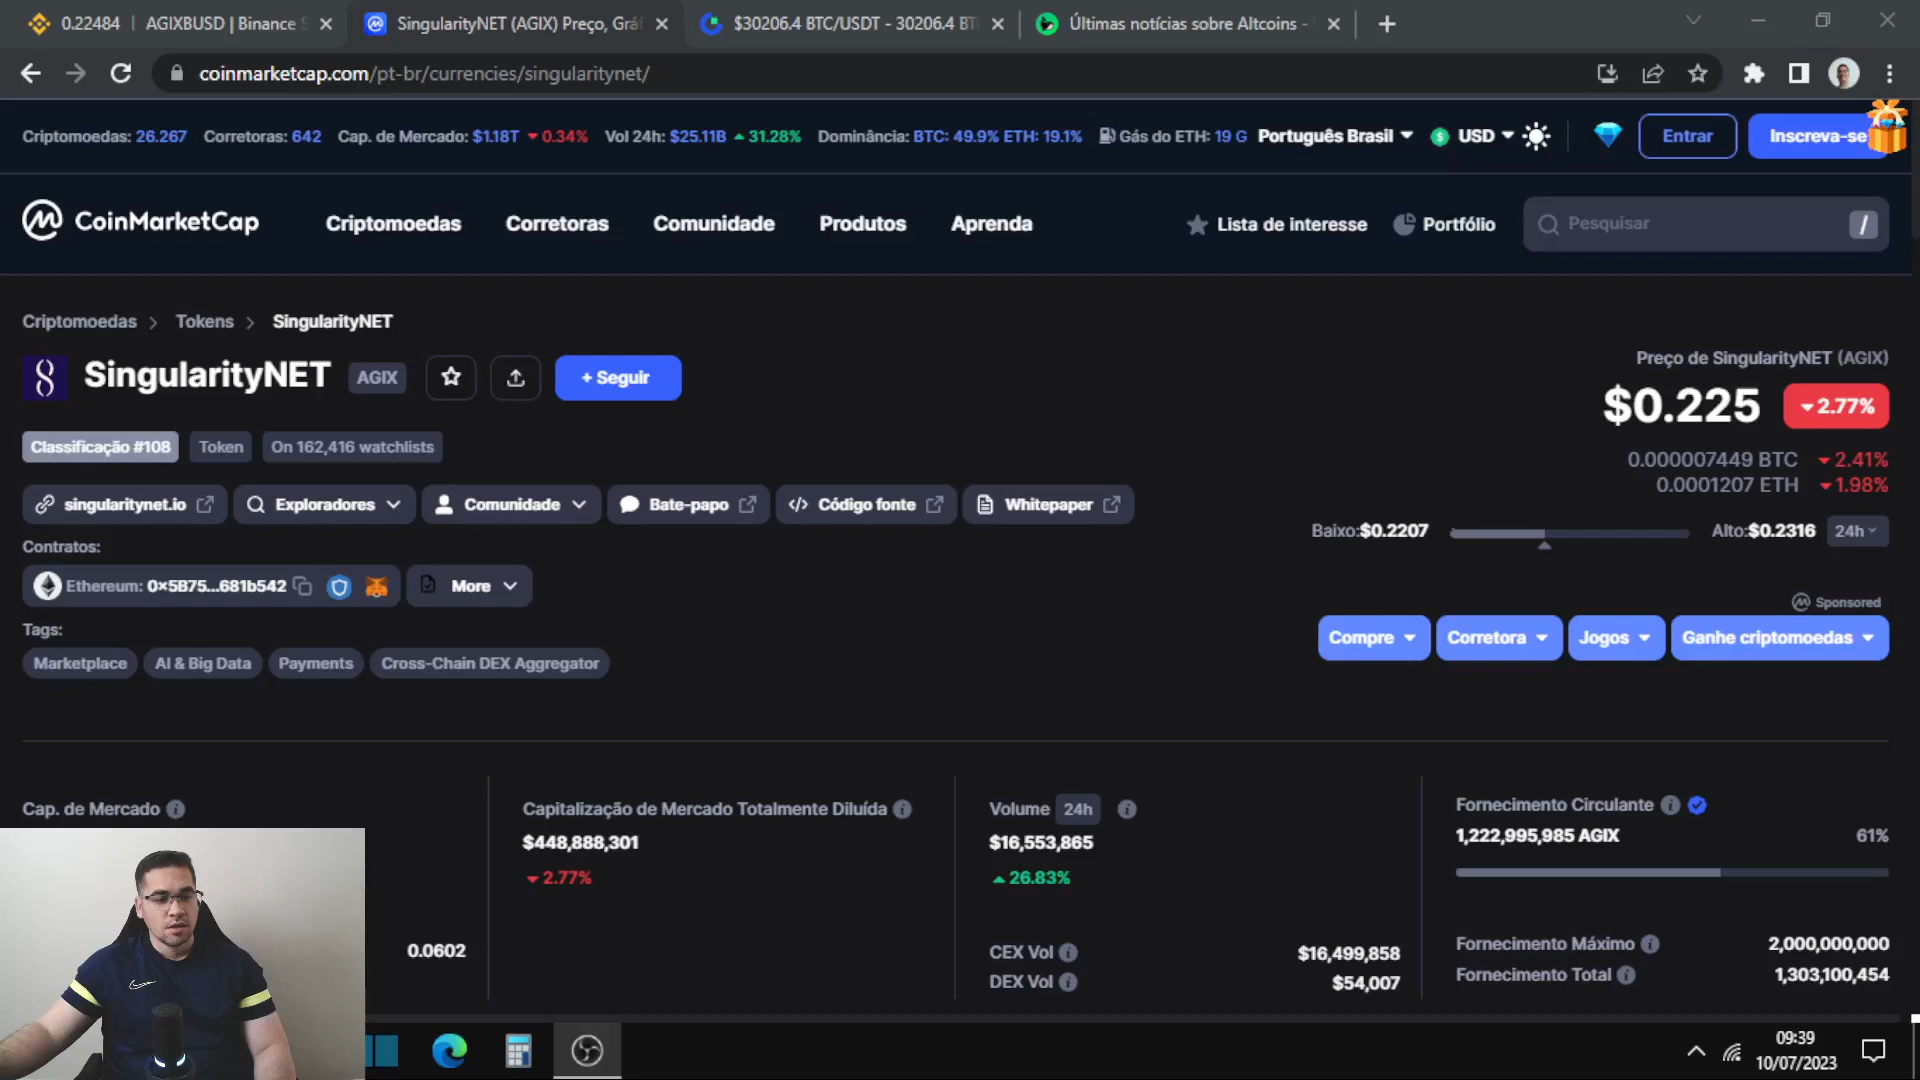 0.22484 | AGIXBUSD | Binance S
SingularityNET (AGIX) Preço, Grá
$30206.4 BTC/USDT - 30206.4 BT
Últimas notícias sobre Altcoins -
coinmarketcap.com/pt-br/currencies/singularitynet/
Criptomoedas: 26.267 Corretoras: 642 Cap. de Mercado: $1.18T 0.34% Vol 24h: $25.11B 31.28% Dominância: BTC: 49.9% ETH: 19.1% Gás do ETH: 19 G Português Brasil USD Entrar Inscreva-se
CoinMarketCap Criptomoedas Corretoras Comunidade Produtos Aprenda Lista de interesse Portfólio Pesquisar /
Criptomoedas > Tokens > SingularityNET
SingularityNET AGIX + Seguir
Classificação #108 Token On 162,416 watchlists
singularitynet.io Exploradores Comunidade Bate-papo Código fonte Whitepaper
Contratos:
Ethereum: 0x5B75...681b542 More
Tags:
Marketplace AI & Big Data Payments Cross-Chain DEX Aggregator
Preço de SingularityNET (AGIX)
$0.225 2.77%
0.000007449 BTC 2.41%
0.0001207 ETH 1.98%
Baixo:$0.2207 Alto:$0.2316 24h
Sponsored
Compre Corretora Jogos Ganhe criptomoedas
Cap. de Mercado
0.0602
Capitalização de Mercado Totalmente Diluída
$448,888,301
2.77%
Volume 24h
$16,553,865
26.83%
CEX Vol $16,499,858
DEX Vol $54,007
Fornecimento Circulante
1,222,995,985 AGIX 61%
Fornecimento Máximo 2,000,000,000
Fornecimento Total 1,303,100,454
09:39
10/07/2023